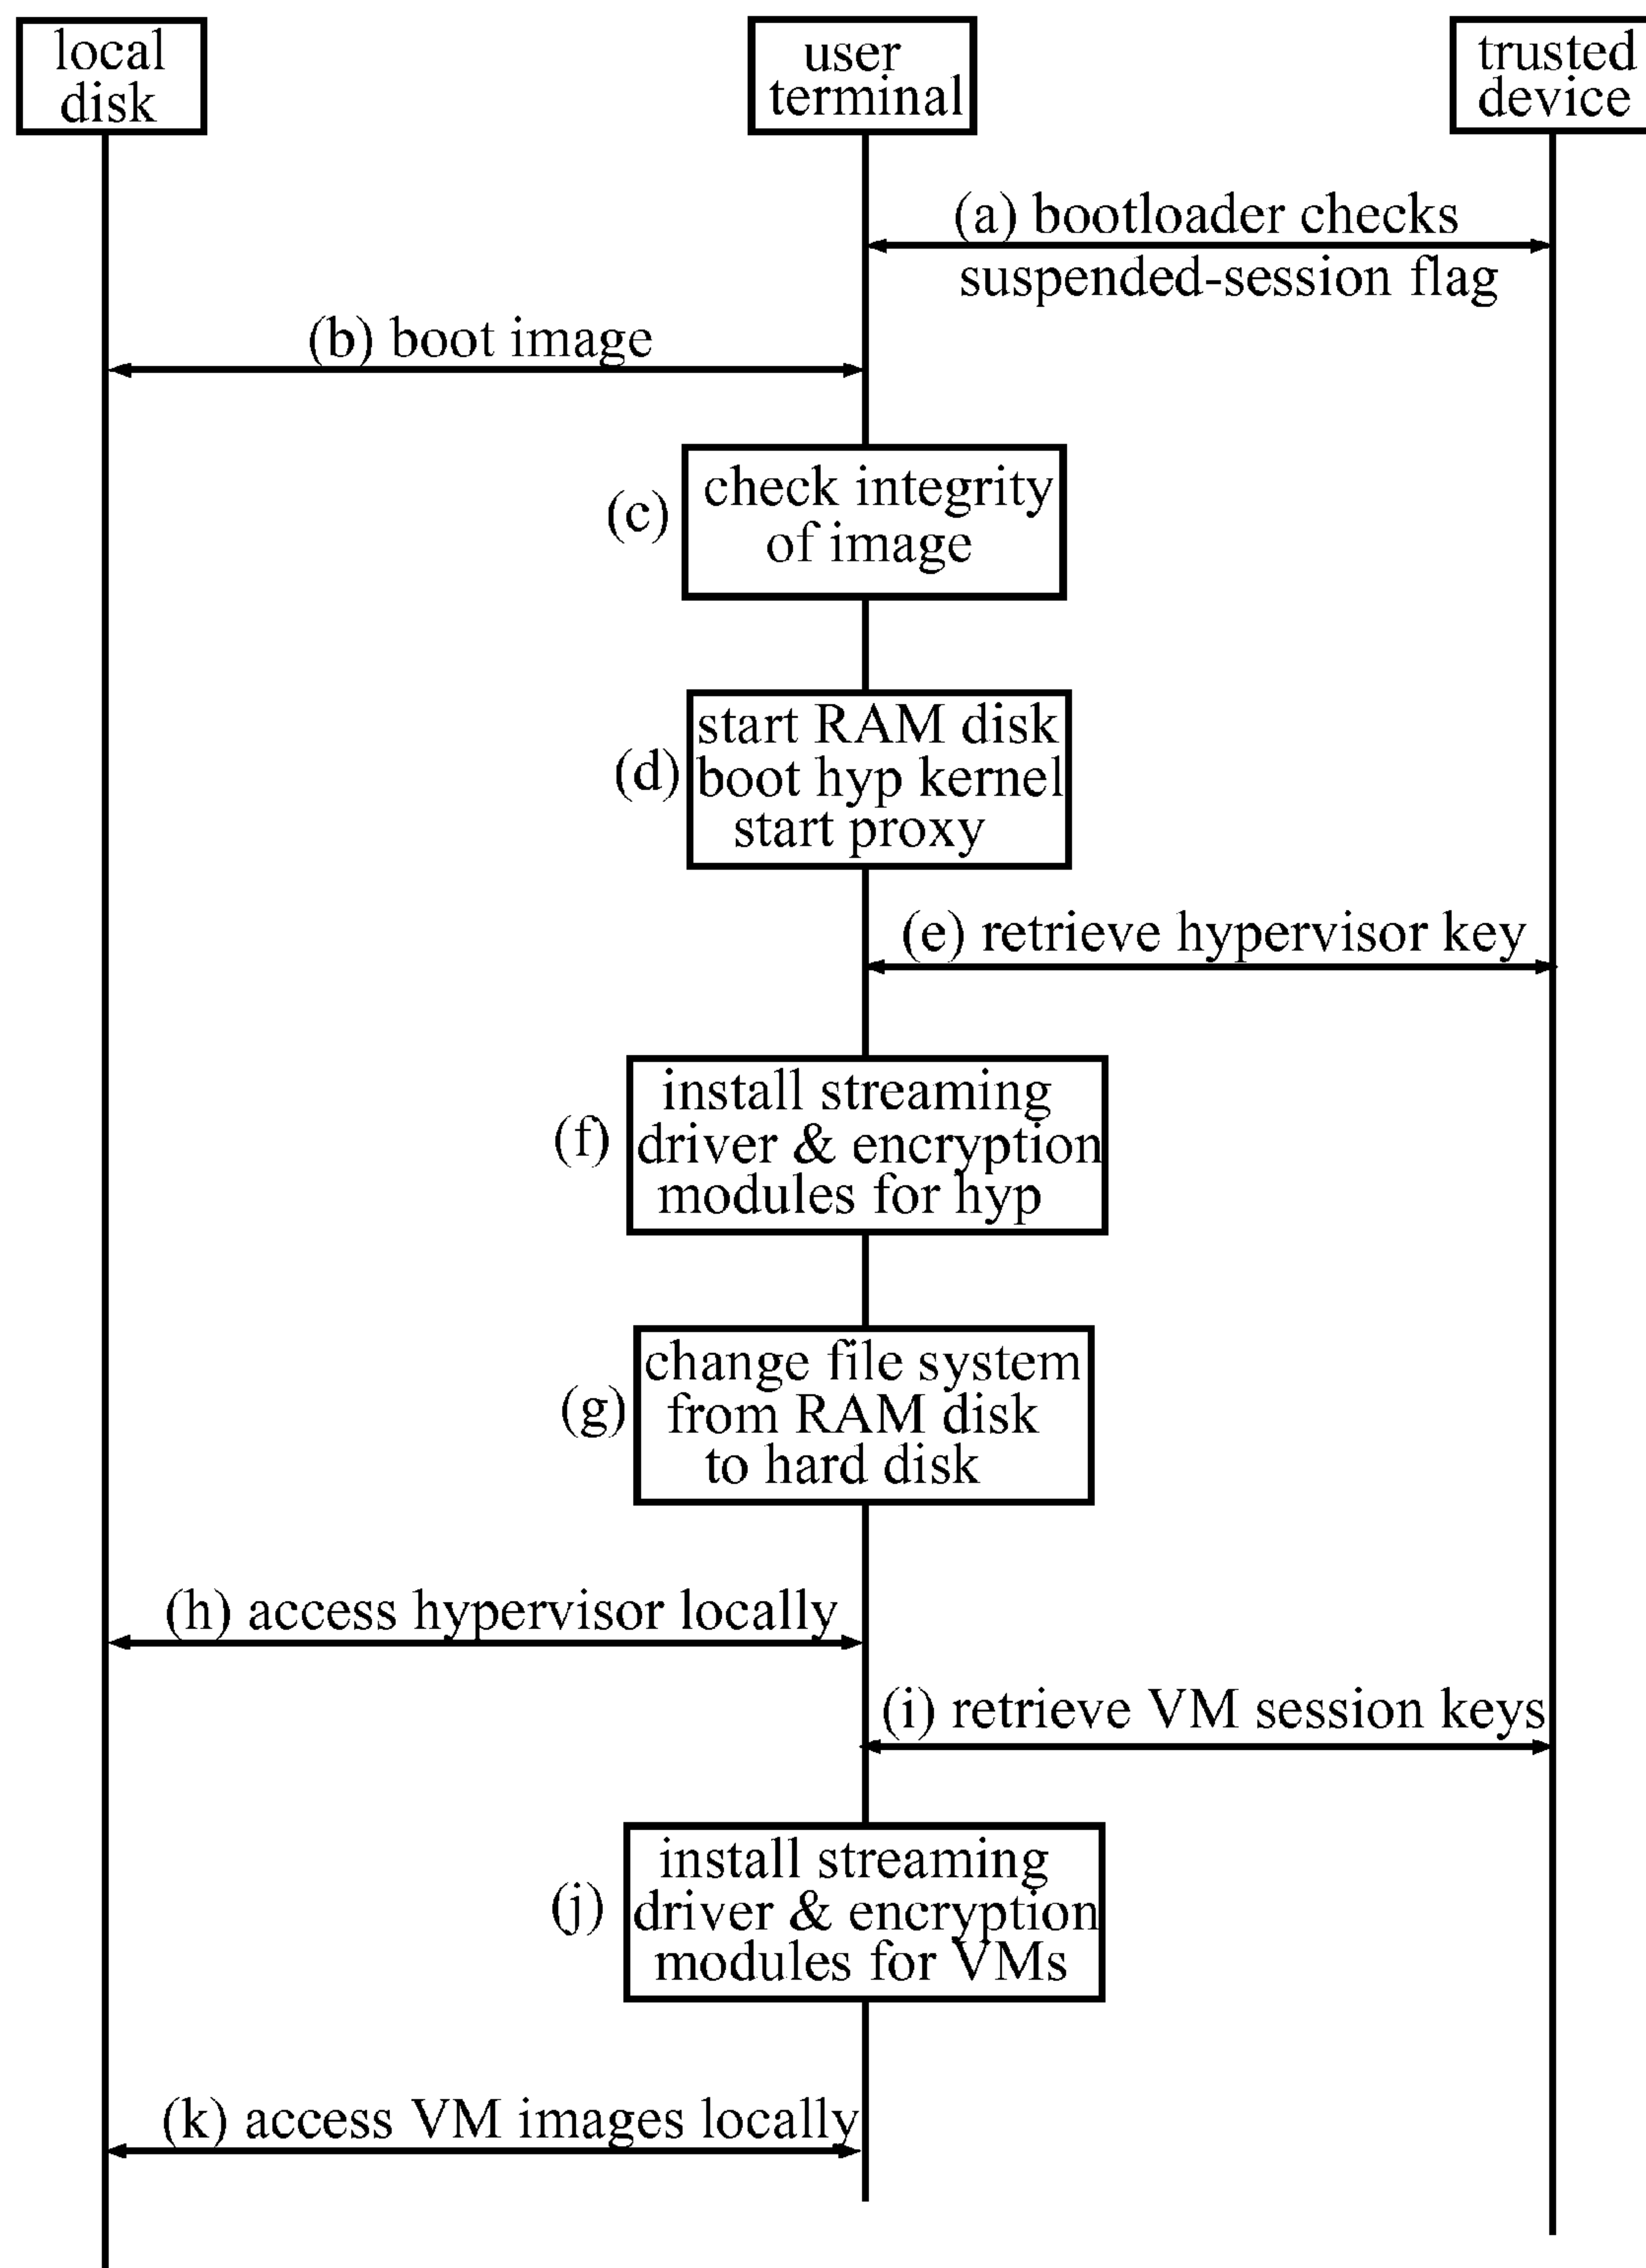 local
disk
user
terminal
trusted
device
(a) bootloader checks
suspended-session flag
(b) boot image
(c)
check integrity
of image
(d)
start RAM disk
boot hyp kernel
start proxy
(e) retrieve hypervisor key
(f)
install streaming
driver & encryption
modules for hyp
(g)
change file system
from RAM disk
to hard disk
(h) access hypervisor locally
(i) retrieve VM session keys
(j)
install streaming
driver & encryption
modules for VMs
(k) access VM images locally